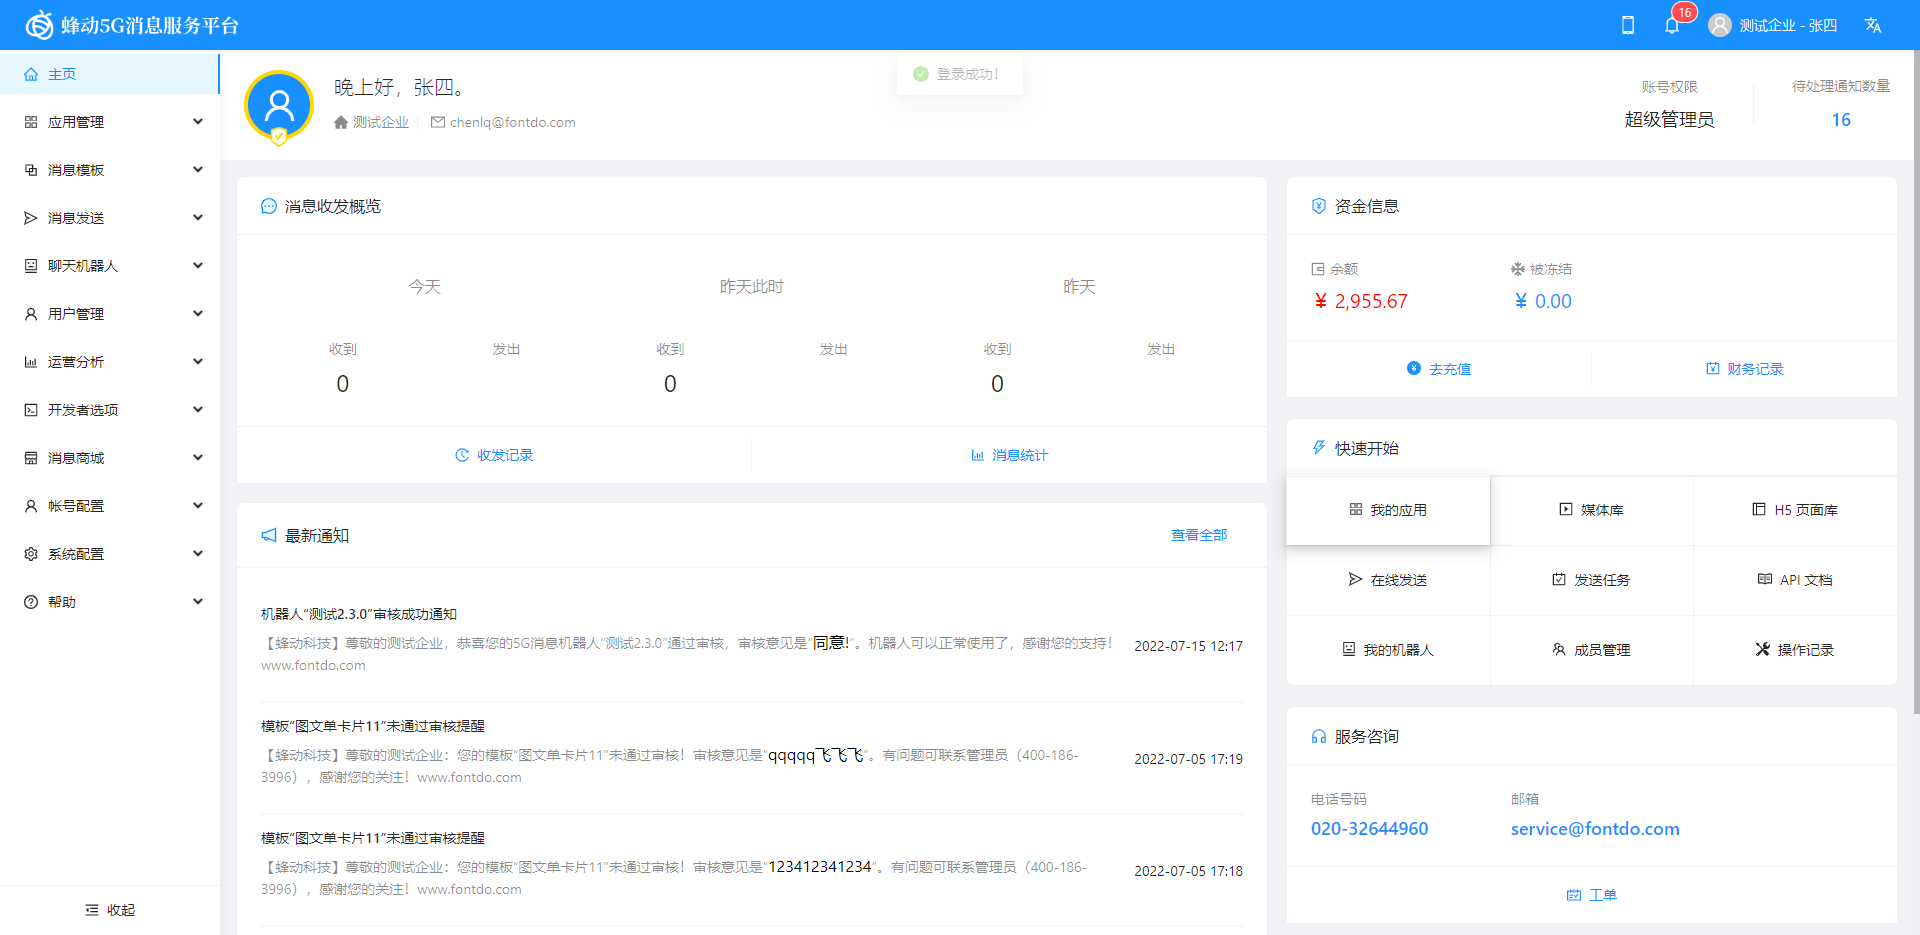 蜂动5G消息服务平台
16
测试企业 - 张四
主页
应用管理
消息模板
消息发送
聊天机器人
用户管理
运营分析
开发者选项
消息商城
帐号配置
系统配置
帮助
收起
晚上好，张四。
测试企业
chenlq@fontdo.com
登录成功！
账号权限
超级管理员
待处理通知数量
16
消息收发概览
今天
昨天此时
昨天
收到
发出
收到
发出
收到
发出
0
0
0
收发记录
消息统计
最新通知
查看全部
机器人“测试2.3.0”审核成功通知
【蜂动科技】尊敬的测试企业，恭喜您的5G消息机器人“测试2.3.0”通过审核，审核意见是“同意!”。机器人可以正常使用了，感谢您的支持！
www.fontdo.com
2022-07-15 12:17
模板“图文单卡片11”未通过审核提醒
【蜂动科技】尊敬的测试企业：您的模板“图文单卡片11”未通过审核！审核意见是“qqqqq飞飞飞”。有问题可联系管理员（400-186-
3996），感谢您的关注！www.fontdo.com
2022-07-05 17:19
模板“图文单卡片11”未通过审核提醒
【蜂动科技】尊敬的测试企业：您的模板“图文单卡片11”未通过审核！审核意见是“123412341234”。有问题可联系管理员（400-186-
3996），感谢您的关注！www.fontdo.com
2022-07-05 17:18
资金信息
余额
被冻结
¥ 2,955.67
¥ 0.00
去充值
财务记录
快速开始
我的应用
媒体库
H5 页面库
在线发送
发送任务
API 文档
我的机器人
成员管理
操作记录
服务咨询
电话号码
邮箱
020-32644960
service@fontdo.com
工单